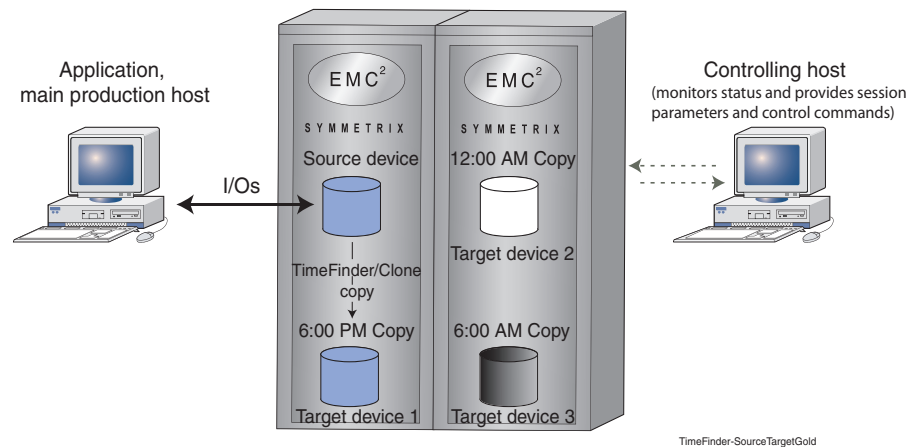 Application,
main production host
I/Os
EMC²
SYMMETRIX
Source device
TimeFinder/Clone
copy
6:00 PM Copy
Target device 1
EMC²
SYMMETRIX
12:00 AM Copy
Target device 2
6:00 AM Copy
Target device 3
Controlling host
(monitors status and provides session
parameters and control commands)
TimeFinder-SourceTargetGold